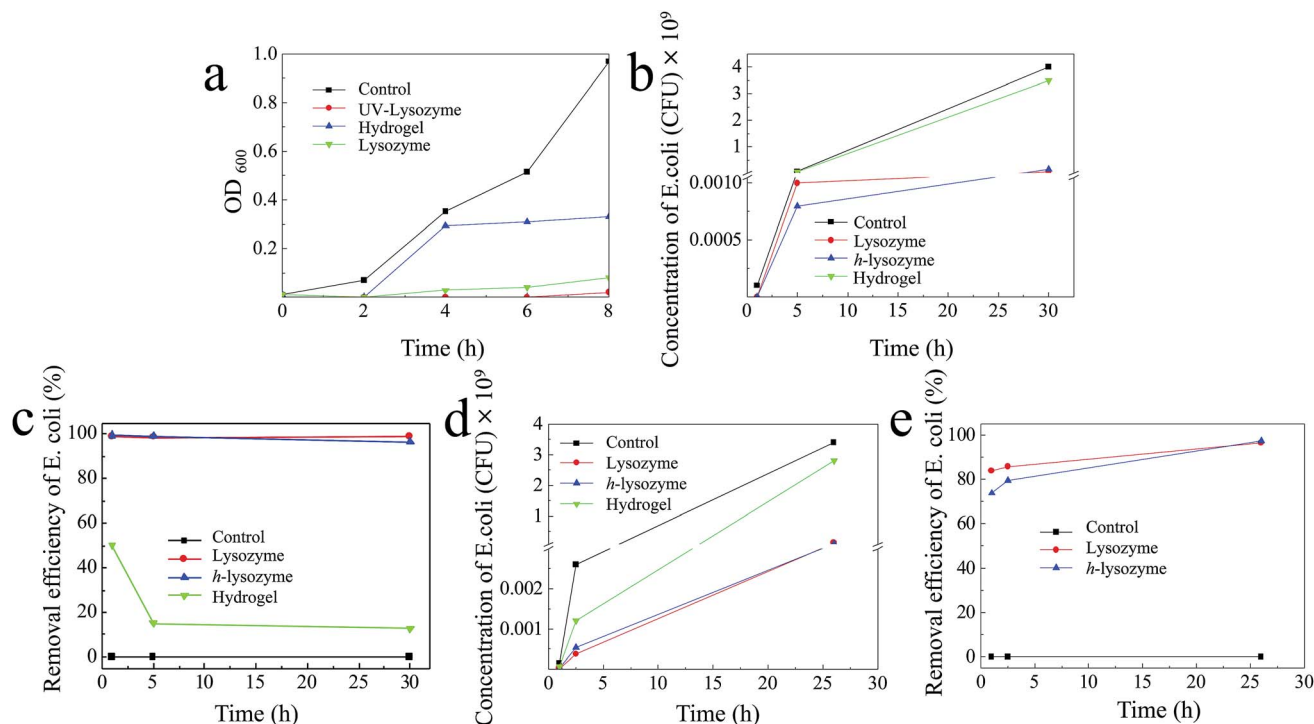 a
OD 600
1.0
0.8
0.6
0.4
0.2
Control
UV-Lysozyme
Hydrogel
Lysozyme
0 2 4 6 8
Time (h)
b
Concentration of E.coli (CFU) × 10⁹
4
3
2
1
0.0010
0.0005
Control
Lysozyme
h-lysozyme
Hydrogel
0 5 10 15 20 25 30
Time (h)
c
Removal efficiency of E. coli (%)
100
80
60
40
20
0
Control
Lysozyme
h-lysozyme
Hydrogel
0 5 10 15 20 25 30
Time (h)
d
Concentration of E.coli (CFU) × 10⁹
4
3
2
1
0.002
0.001
Control
Lysozyme
h-lysozyme
Hydrogel
0 5 10 15 20 25 30
Time (h)
e
Removal efficiency of E. coli (%)
100
80
60
40
20
0
Control
Lysozyme
h-lysozyme
0 5 10 15 20 25 30
Time (h)